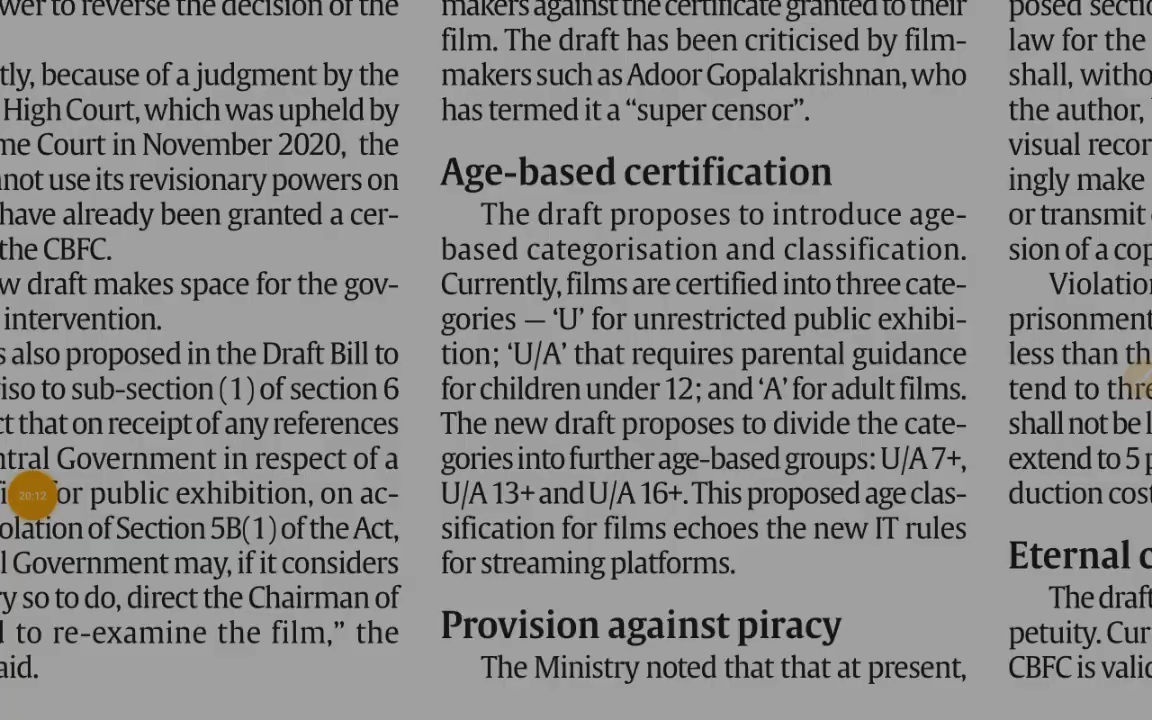 wer to reverse the decision of the
tly, because of a judgment by the
High Court, which was upheld by
me Court in November 2020, the
nnot use its revisionary powers on
have already been granted a cer-
the CBFC.
w draft makes space for the gov-
intervention.
s also proposed in the Draft Bill to
iso to sub-section (1) of section 6
ct that on receipt of any references
ntral Government in respect of a
or public exhibition, on ac-
olation of Section 5B(1) of the Act,
l Government may, if it considers
ry so to do, direct the Chairman of
d to re-examine the film,” the
aid.
20:12
makers against the certificate granted to their
film. The draft has been criticised by film-
makers such as Adoor Gopalakrishnan, who
has termed it a “super censor”.
Age-based certification
The draft proposes to introduce age-
based categorisation and classification.
Currently, films are certified into three cate-
gories — ‘U’ for unrestricted public exhibi-
tion; ‘U/A’ that requires parental guidance
for children under 12; and ‘A’ for adult films.
The new draft proposes to divide the cate-
gories into further age-based groups: U/A 7+,
U/A 13+ and U/A 16+. This proposed age clas-
sification for films echoes the new IT rules
for streaming platforms.
Provision against piracy
The Ministry noted that that at present,
posed sectio
law for the
shall, witho
the author,
visual recor
ingly make
or transmit
sion of a cop
Violation
prisonment
less than th
tend to thre
shall not be l
extend to 5 p
duction cost
Eternal c
The draft
petuity. Cur
CBFC is valid